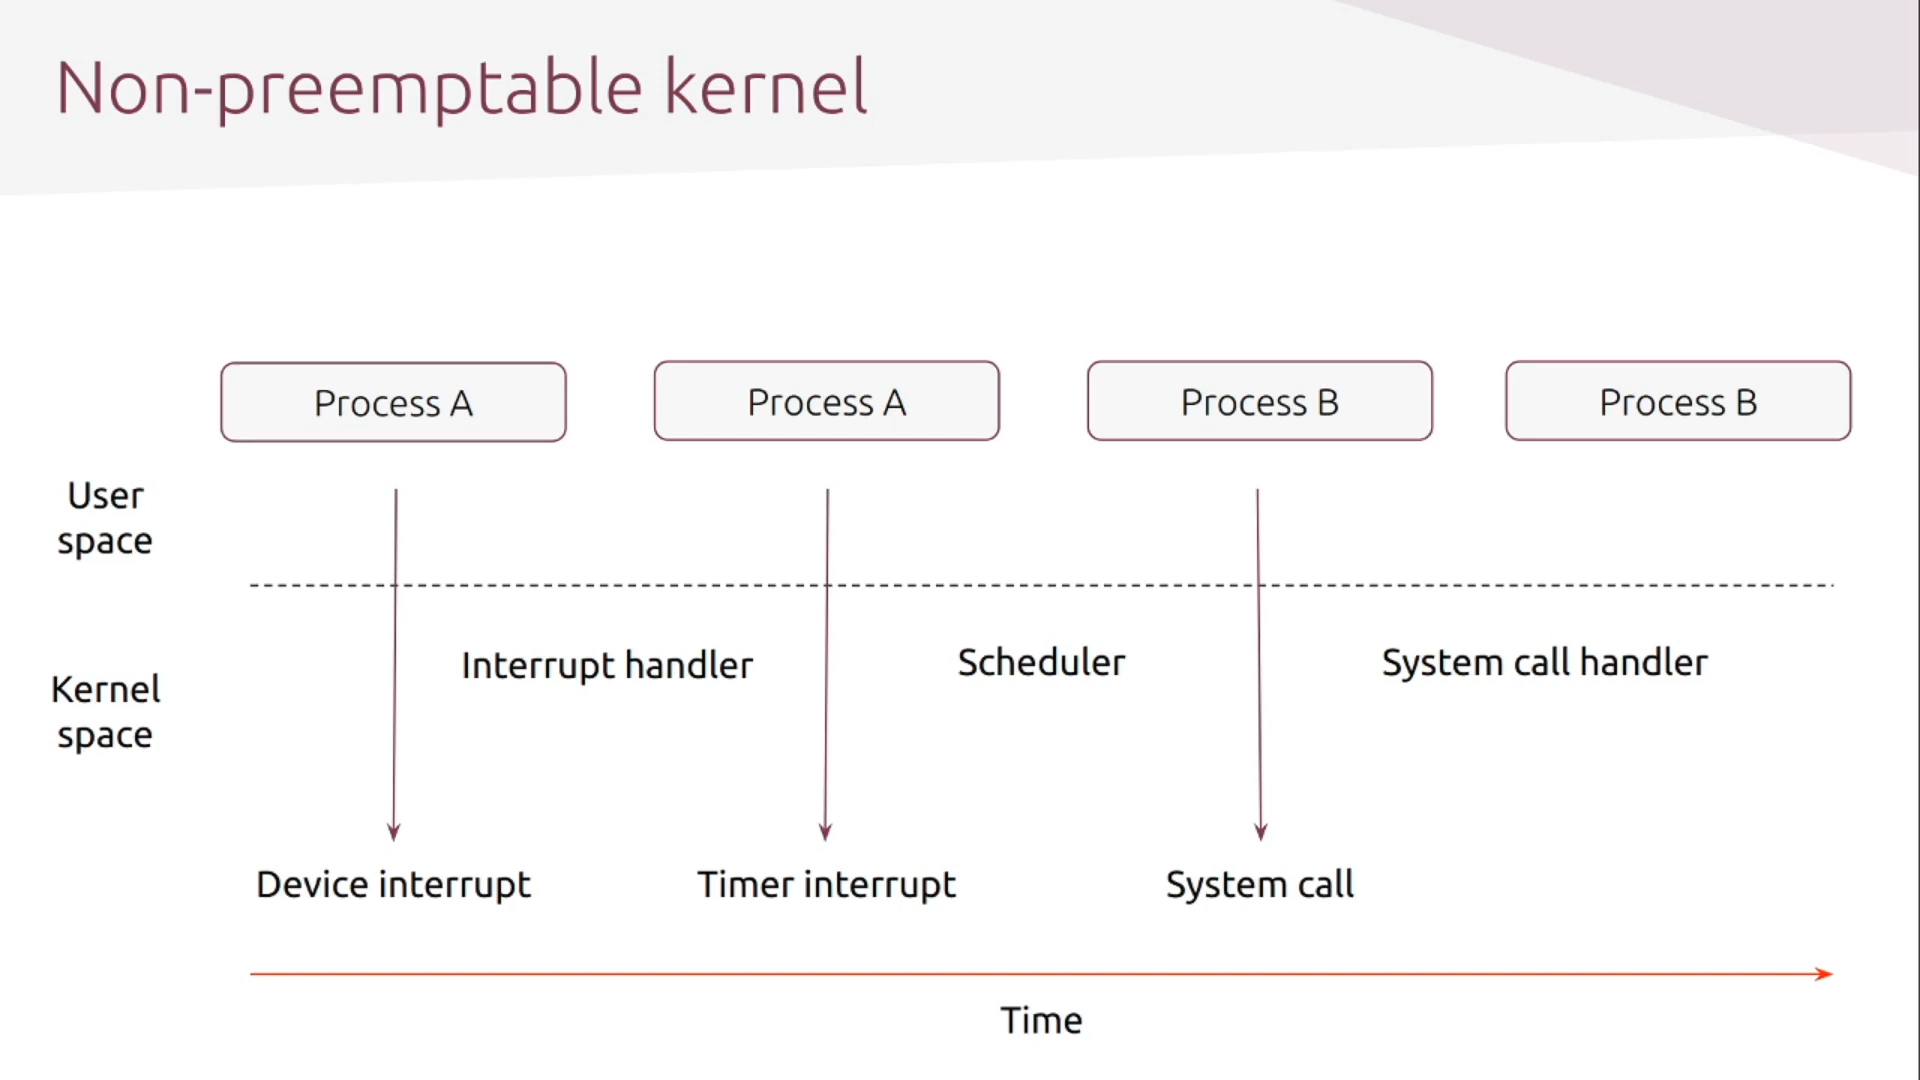 Non-preemptable kernel
Process A
Process A
Process B
Process B
User
space
Interrupt handler
Scheduler
System call handler
Kernel
space
Device interrupt
Timer interrupt
System call
Time